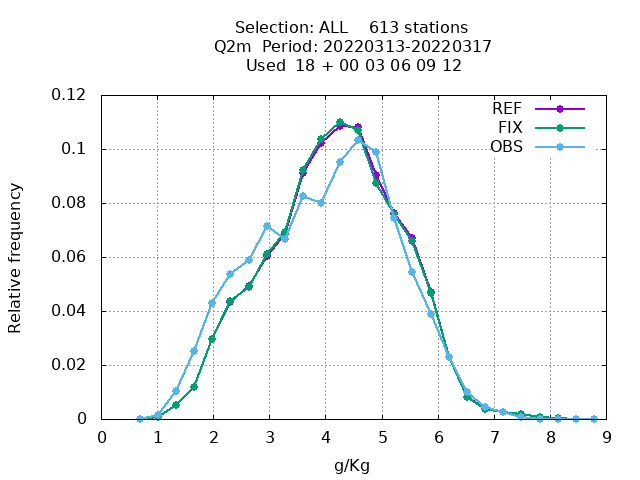 Selection: ALL    613 stations
Q2m  Period: 20220313-20220317
Used  18 + 00 03 06 09 12
REF
FIX
OBS
Relative frequency
0.12
0.1
0.08
0.06
0.04
0.02
0
0 1 2 3 4 5 6 7 8 9
g/Kg